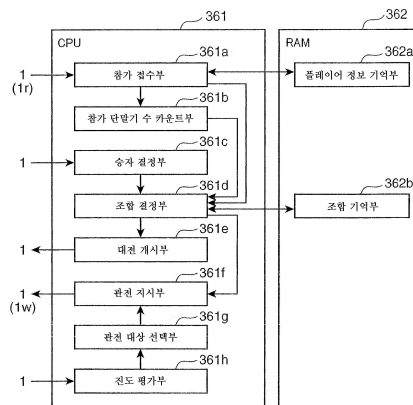 361
362
CPU
RAM
361a
362a
1
(1r)
참가 접수부
플레이어 정보 기억부
361b
참가 단말기 수 카운트부
361c
1
승자 결정부
361d
362b
조합 결정부
조합 기억부
361e
1
대전 개시부
361f
1
(1w)
관전 지시부
361g
관전 대상 선택부
361h
1
진도 평가부